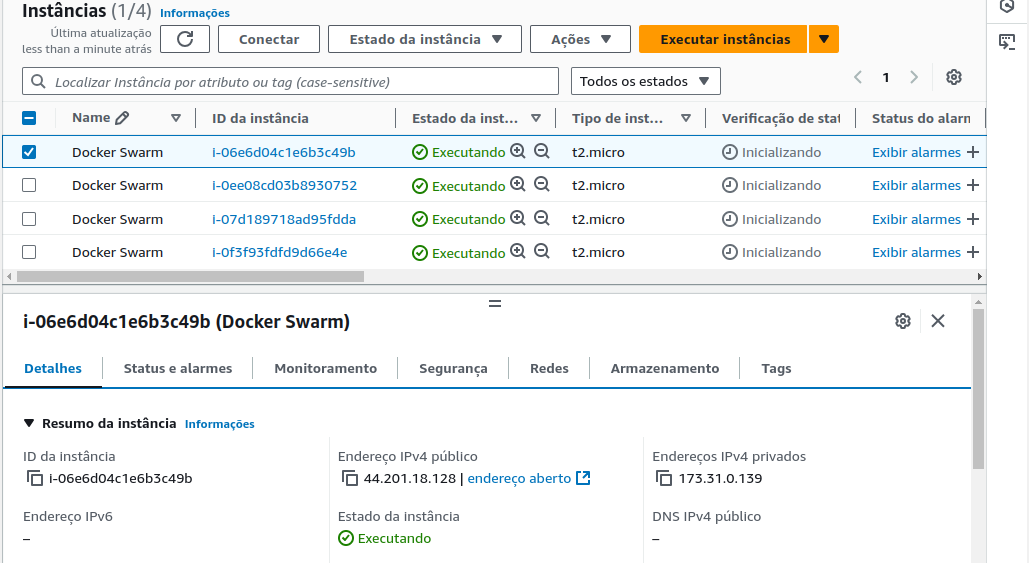 Instâncias (1/4) Informações
Última atualização
less than a minute atrás
Conectar Estado da instância Ações Executar instâncias
Localizar Instância por atributo ou tag (case-sensitive) Todos os estados 1
Name ID da instância Estado da inst... Tipo de inst... Verificação de stat Status do alarn
Docker Swarm i-06e6d04c1e6b3c49b Executando t2.micro Inicializando Exibir alarmes
Docker Swarm i-0ee08cd03b8930752 Executando t2.micro Inicializando Exibir alarmes
Docker Swarm i-07d189718ad95fdda Executando t2.micro Inicializando Exibir alarmes
Docker Swarm i-0f3f93fdfd9d66e4e Executando t2.micro Inicializando Exibir alarmes
i-06e6d04c1e6b3c49b (Docker Swarm)
Detalhes Status e alarmes Monitoramento Segurança Redes Armazenamento Tags
Resumo da instância Informações
ID da instância Endereço IPv4 público Endereços IPv4 privados
i-06e6d04c1e6b3c49b 44.201.18.128 | endereço aberto 173.31.0.139
Endereço IPv6 Estado da instância DNS IPv4 público
– Executando –